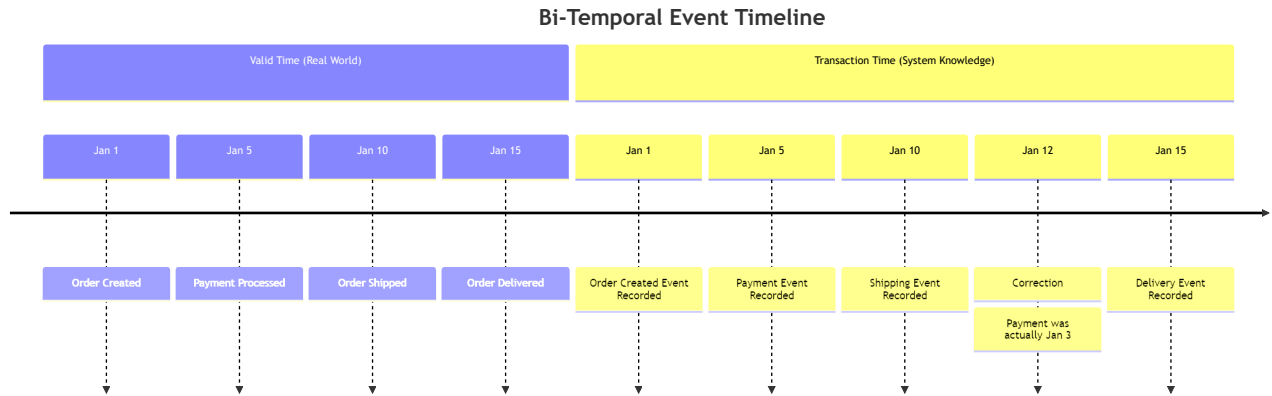 Bi-Temporal Event Timeline
Valid Time (Real World)
Transaction Time (System Knowledge)
Jan 1
Jan 5
Jan 10
Jan 15
Jan 1
Jan 5
Jan 10
Jan 12
Jan 15
Order Created
Payment Processed
Order Shipped
Order Delivered
Order Created Event
Recorded
Payment Event
Recorded
Shipping Event
Recorded
Correction
Payment was
actually Jan 3
Delivery Event
Recorded